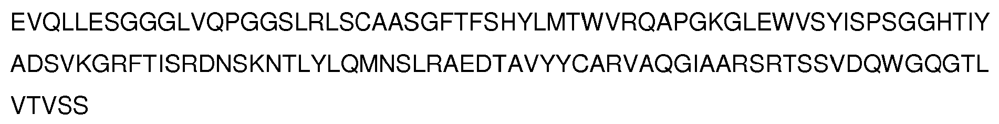 EVQLLESGGGLVQPGGSLRLSCAASGFTFSHYLMTWVRQAPGKGLEWVSYISPSGGHTIY
ADSVKGRFTISRDNSKNTLYLQMNSLRAEDTAVYYCARVAQGIAARSRTSSVDQWGQGTL
VTVSS